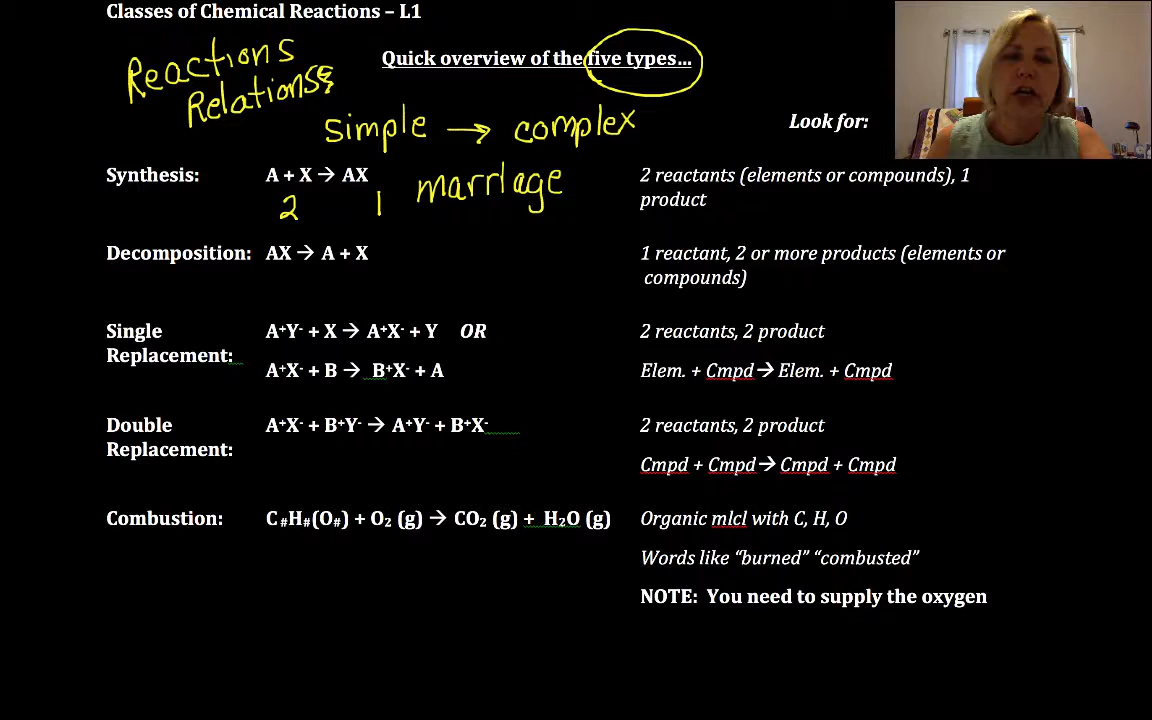 Classes of Chemical Reactions – L1
Reactions
Relations
Quick overview of the five types...
simple → complex
Look for:
Synthesis: A + X → AX marriage 2 reactants (elements or compounds), 1
2 1 product
Decomposition: AX → A + X 1 reactant, 2 or more products (elements or
compounds)
Single A⁺Y⁻ + X → A⁺X⁻ + Y OR 2 reactants, 2 product
Replacement:
A⁺X⁻ + B → B⁺X⁻ + A Elem. + Cmpd → Elem. + Cmpd
Double A⁺X⁻ + B⁺Y⁻ → A⁺Y⁻ + B⁺X⁻ 2 reactants, 2 product
Replacement:
Cmpd + Cmpd → Cmpd + Cmpd
Combustion: C#H#(O#) + O₂ (g) → CO₂ (g) + H₂O (g) Organic mlcl with C, H, O
Words like “burned” “combusted”
NOTE: You need to supply the oxygen